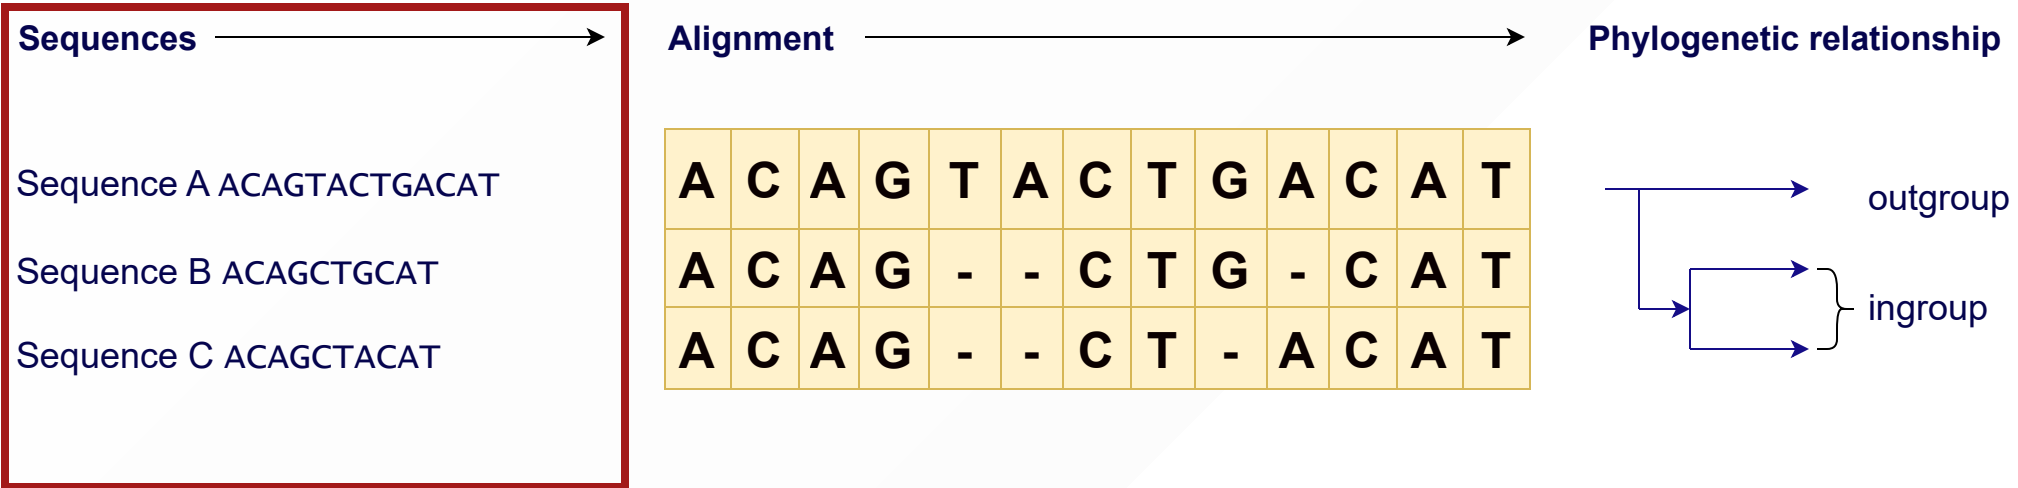 Sequences
Alignment
Phylogenetic relationship
Sequence A ACAGTACTGACAT
Sequence B ACAGCTGCAT
Sequence C ACAGCTACAT
A C A G T A C T G A C A T
A C A G - - C T G - C A T
A C A G - - C T - A C A T
outgroup
ingroup